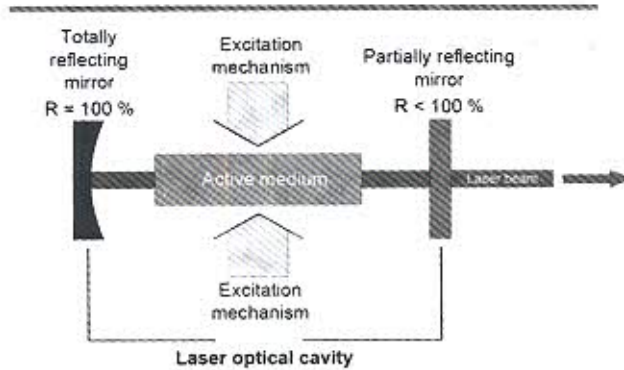 Totally
reflecting
mirror
R = 100 %
Excitation
mechanism
Partially reflecting
mirror
R < 100 %
Active medium
Laser beam
Excitation
mechanism
Laser optical cavity